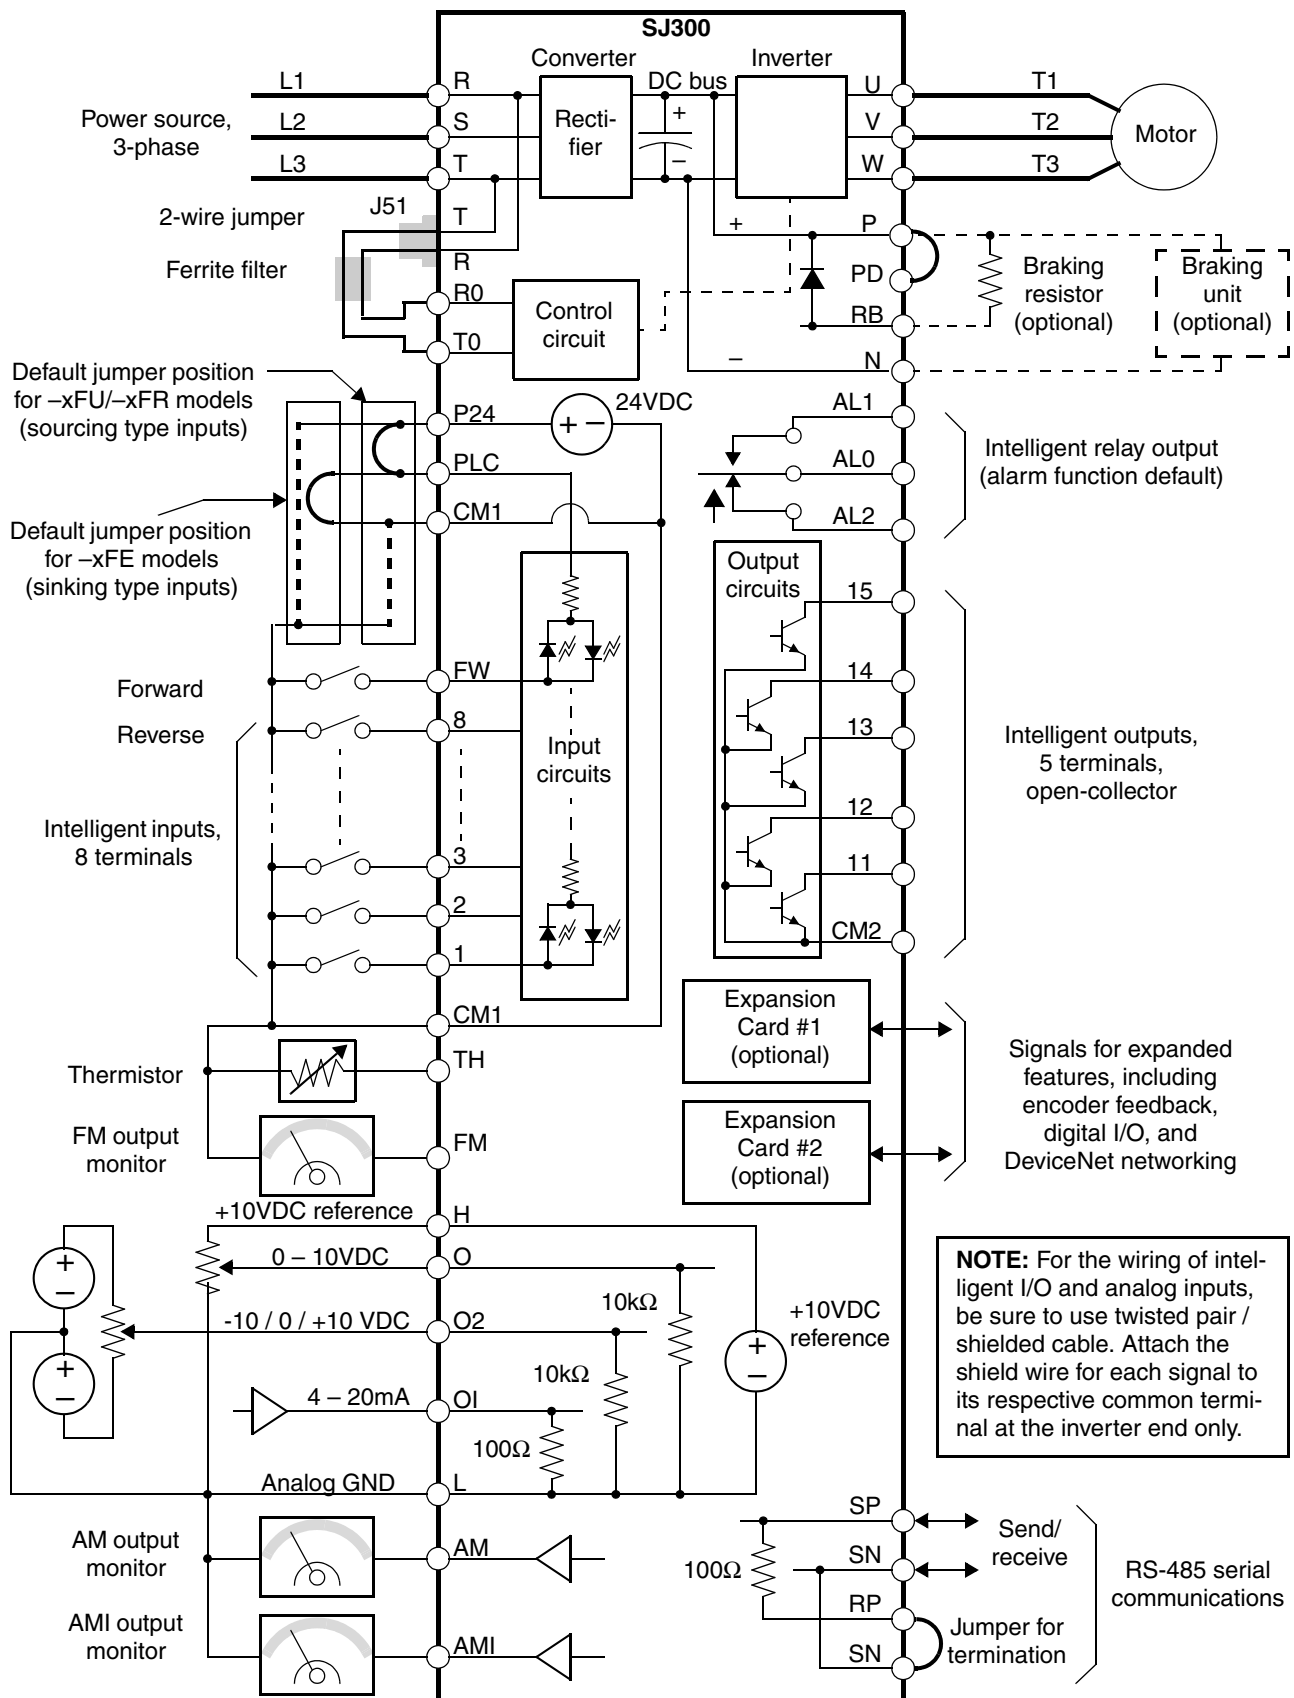 SJ300
Converter
Inverter
L1
R
DC bus
U
T1
Power source,
3-phase
L2
S
Recti-
fier
+
–
V
T2
Motor
L3
T
W
T3
2-wire jumper
J51
T
+
P
Ferrite filter
R
PD
Braking
resistor
(optional)
Braking
unit
(optional)
R0
Control
circuit
RB
T0
–
N
Default jumper position
for –xFU/–xFR models
(sourcing type inputs)
P24
+ –
24VDC
AL1
PLC
AL0
Intelligent relay output
(alarm function default)
CM1
AL2
Default jumper position
for –xFE models
(sinking type inputs)
Output
circuits
15
Forward
FW
14
Reverse
8
13
Input
circuits
Intelligent outputs,
5 terminals,
open-collector
Intelligent inputs,
8 terminals
12
3
11
2
CM2
1
Expansion
Card #1
(optional)
CM1
Thermistor
TH
Signals for expanded
features, including
encoder feedback,
digital I/O, and
DeviceNet networking
FM output
monitor
FM
Expansion
Card #2
(optional)
+10VDC reference
H
0 – 10VDC
O
+
–
10kΩ
+10VDC
reference
-10 / 0 / +10 VDC
O2
+
–
+
–
10kΩ
4 – 20mA
OI
100Ω
Analog GND
L
NOTE: For the wiring of intel-
ligent I/O and analog inputs,
be sure to use twisted pair /
shielded cable. Attach the
shield wire for each signal to
its respective common termi-
nal at the inverter end only.
AM output
monitor
AM
SP
Send/
receive
100Ω
SN
RS-485 serial
communications
AMI output
monitor
AMI
RP
Jumper for
termination
SN